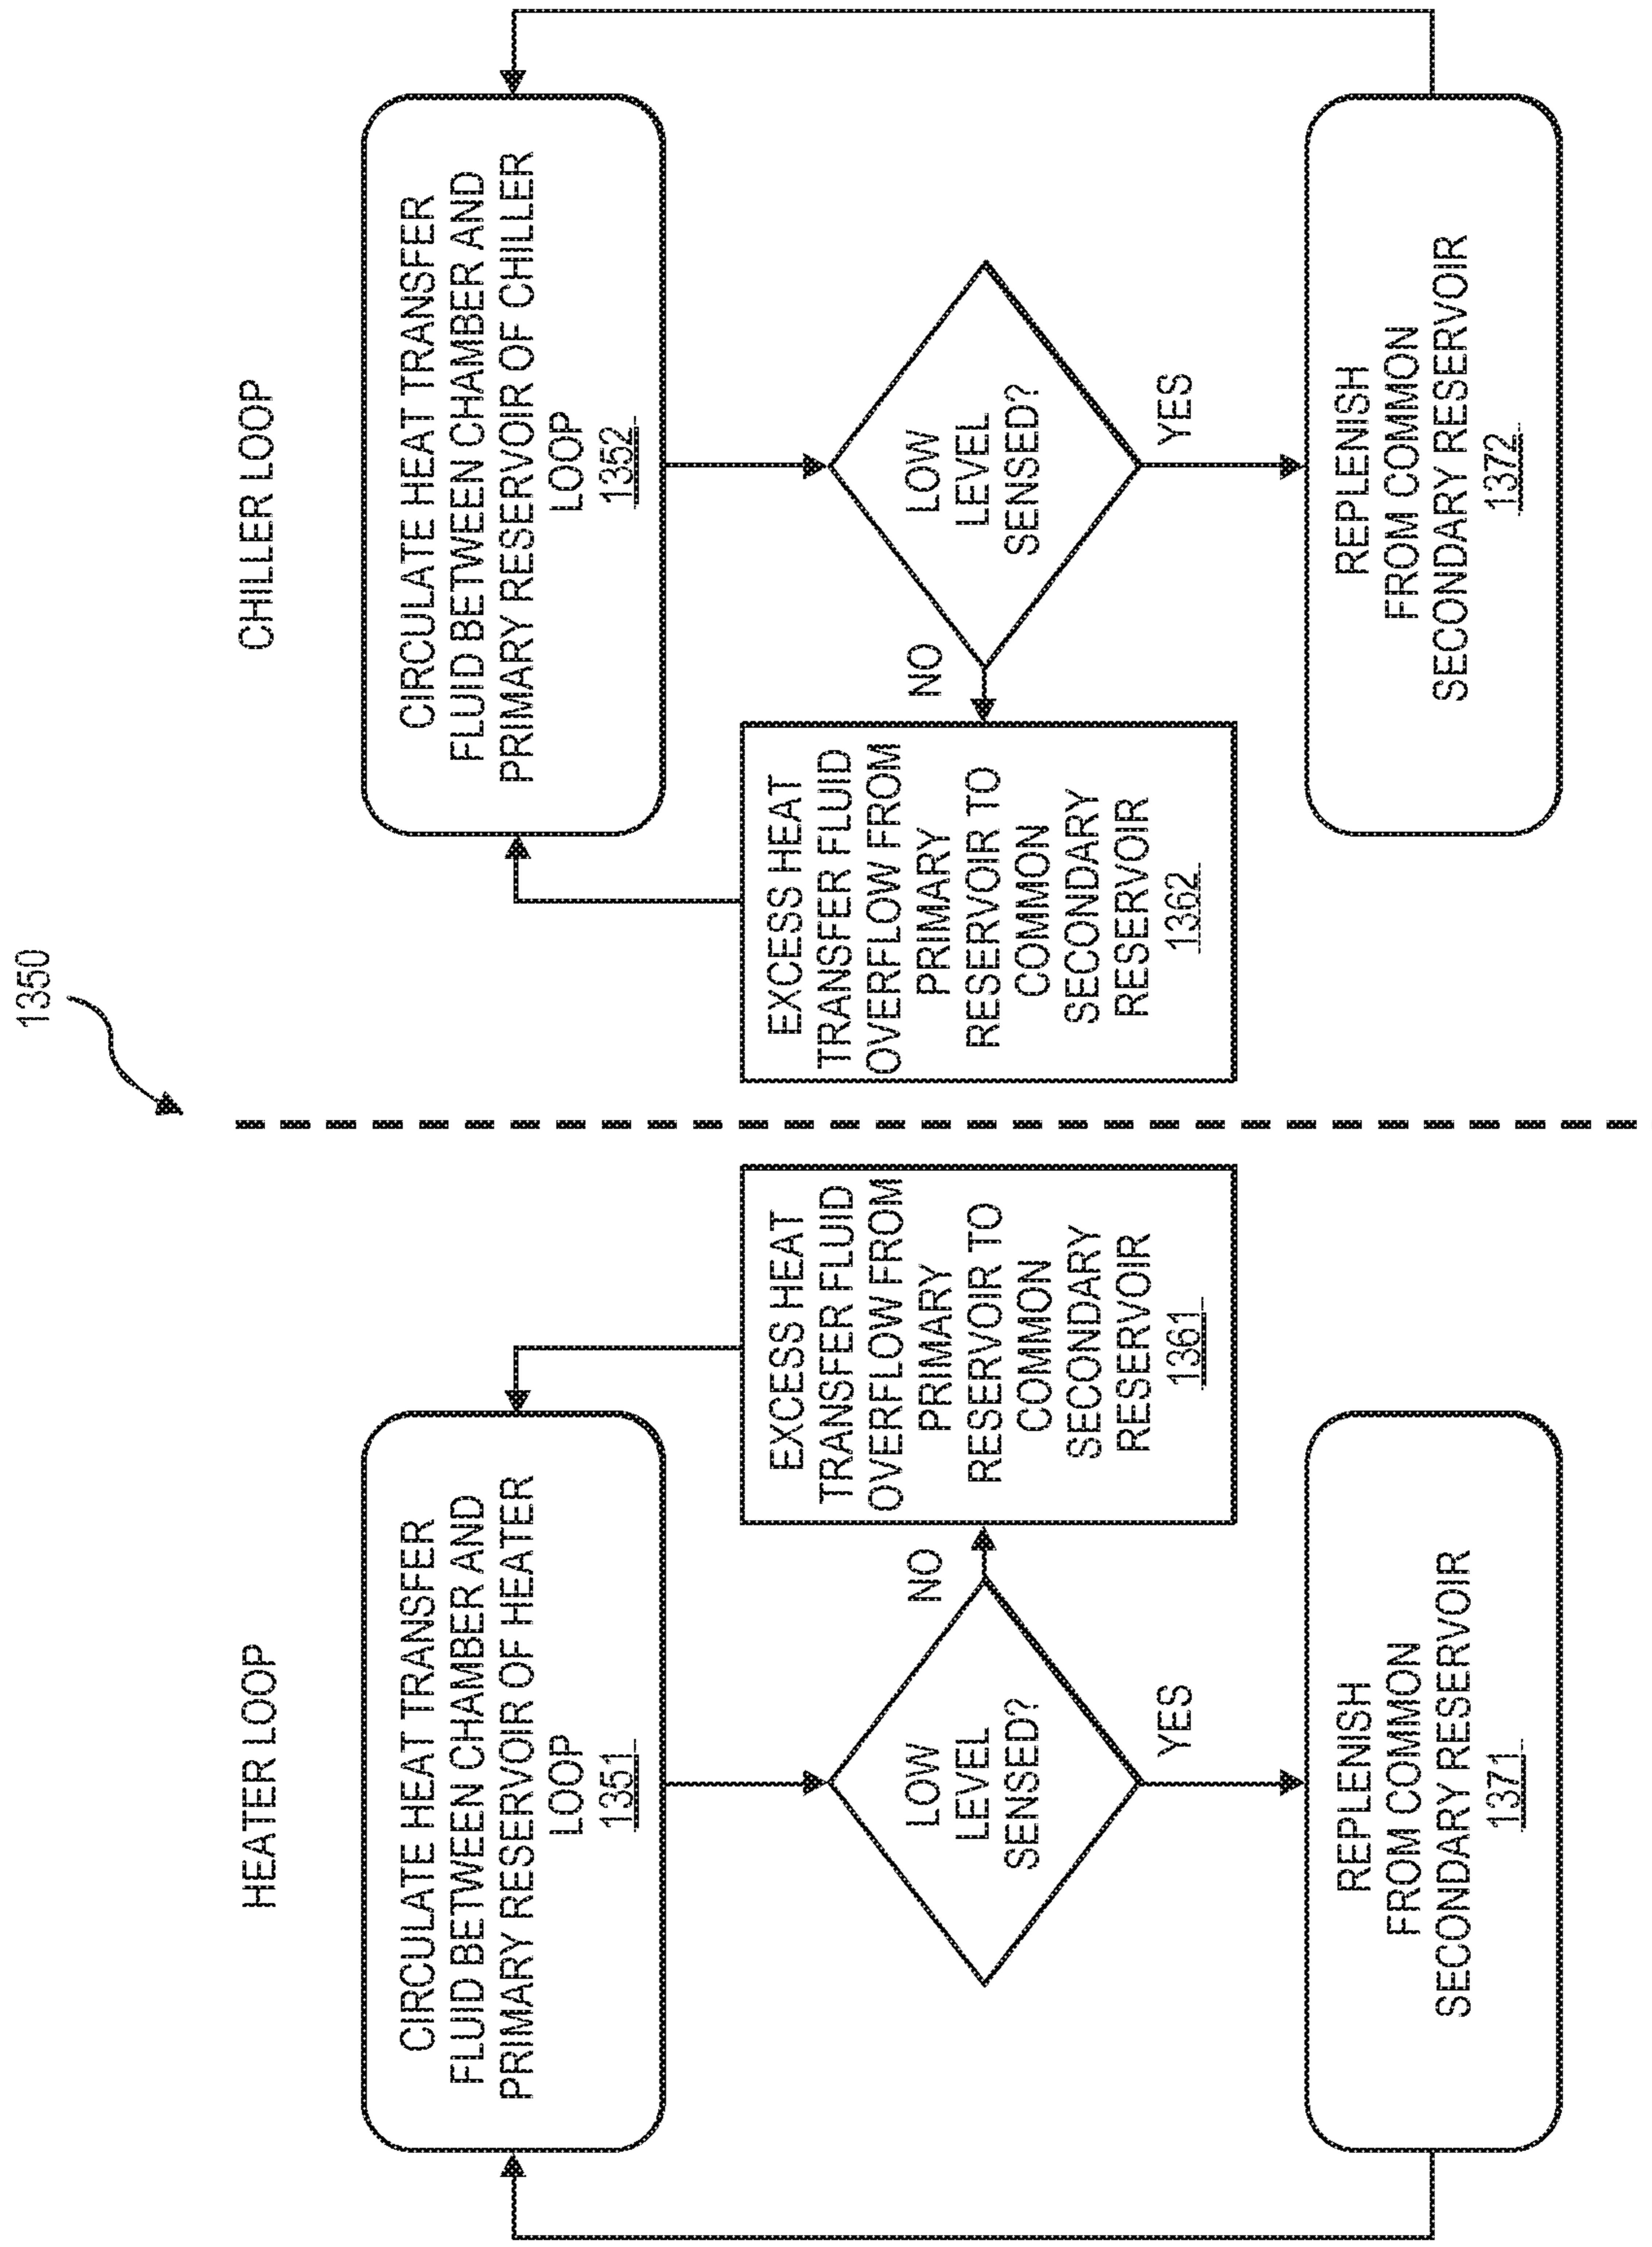 1350
HEATER LOOP
CIRCULATE HEAT TRANSFER
FLUID BETWEEN CHAMBER AND
PRIMARY RESERVOIR OF HEATER
LOOP
1351
LOW
LEVEL
SENSED?
NO
YES
EXCESS HEAT
TRANSFER FLUID
OVERFLOW FROM
PRIMARY
RESERVOIR TO
COMMON
SECONDARY
RESERVOIR
1361
REPLENISH
FROM COMMON
SECONDARY RESERVOIR
1371
CHILLER LOOP
CIRCULATE HEAT TRANSFER
FLUID BETWEEN CHAMBER AND
PRIMARY RESERVOIR OF CHILLER
LOOP
1352
LOW
LEVEL
SENSED?
NO
YES
EXCESS HEAT
TRANSFER FLUID
OVERFLOW FROM
PRIMARY
RESERVOIR TO
COMMON
SECONDARY
RESERVOIR
1362
REPLENISH
FROM COMMON
SECONDARY RESERVOIR
1372